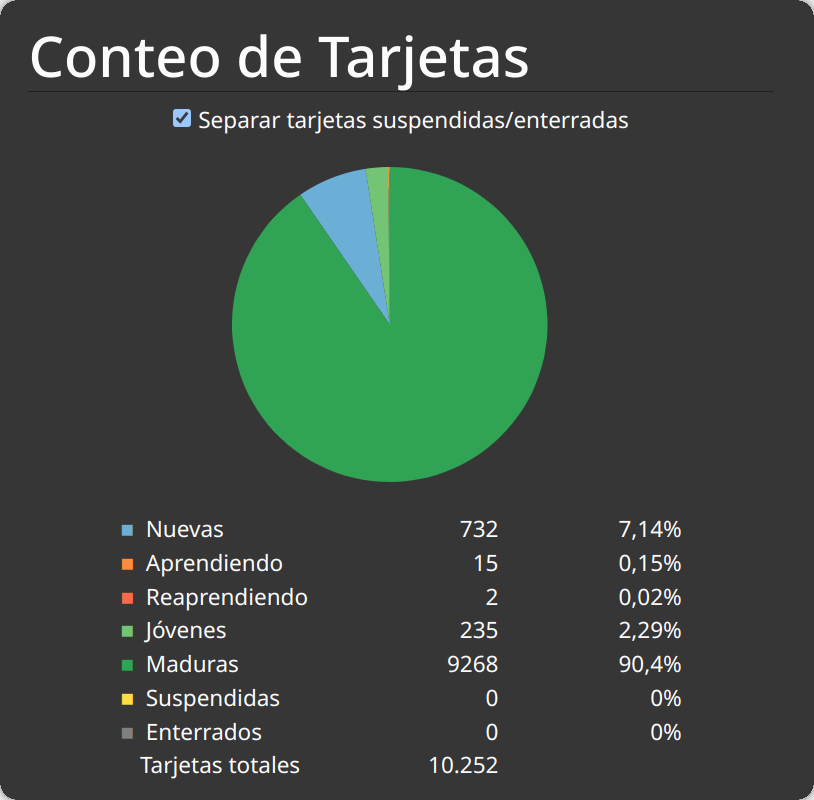 Conteo de Tarjetas
Separar tarjetas suspendidas/enterradas
Nuevas 732 7,14%
Aprendiendo 15 0,15%
Reaprendiendo 2 0,02%
Jóvenes 235 2,29%
Maduras 9268 90,4%
Suspendidas 0 0%
Enterrados 0 0%
Tarjetas totales 10.252